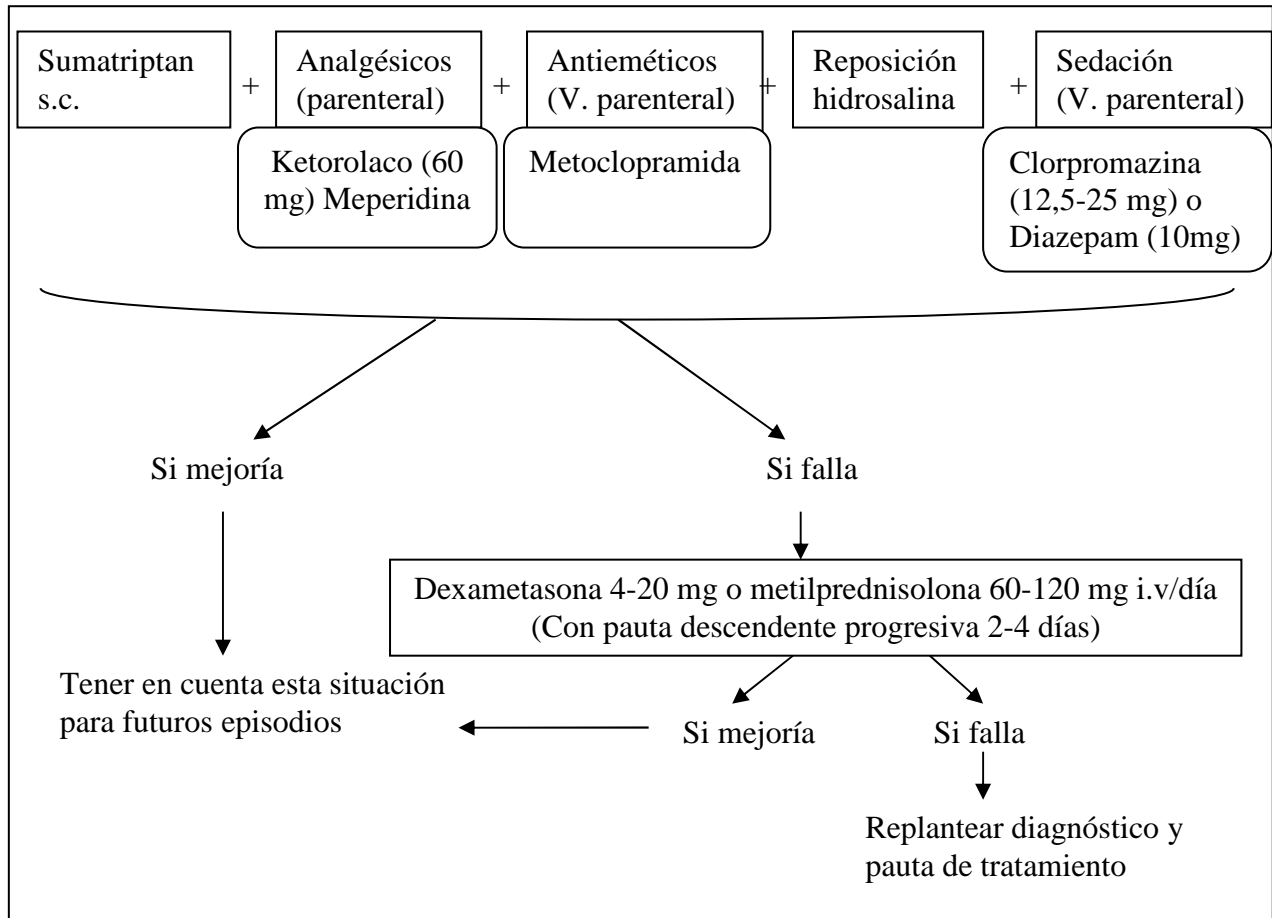 Sumatriptan
s.c.
+
Analgésicos
(parenteral)
+
Antieméticos
(V. parenteral)
+
Reposición
hidrosalina
+
Sedación
(V. parenteral)
Ketorolaco (60
mg) Meperidina
Metoclopramida
Clorpromazina
(12,5-25 mg) o
Diazepam (10mg)
Si mejoría
Si falla
Dexametasona 4-20 mg o metilprednisolona 60-120 mg i.v/día
(Con pauta descendente progresiva 2-4 días)
Tener en cuenta esta situación
para futuros episodios
Si mejoría
Si falla
Replantear diagnóstico y
pauta de tratamiento